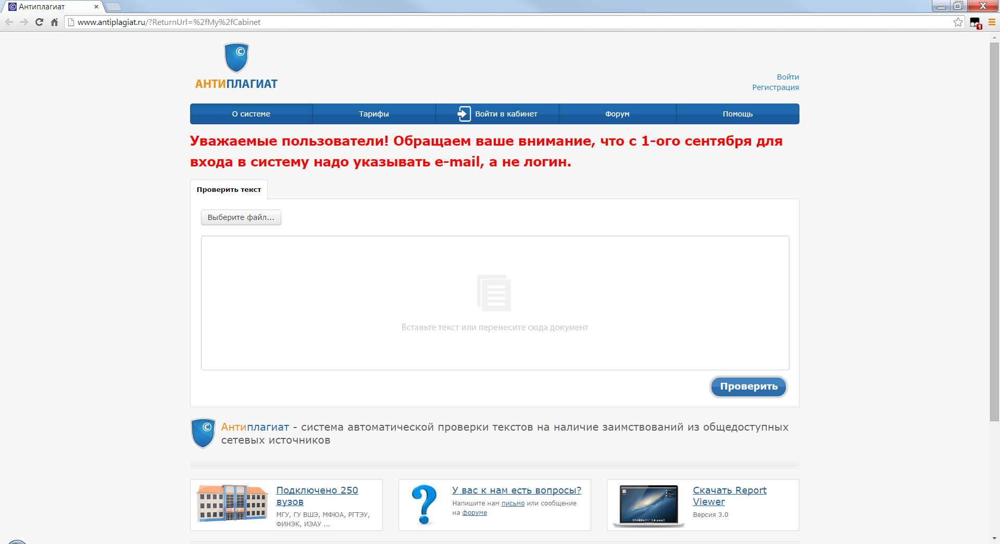 Антиплагиат
www.antiplagiat.ru/?ReturnUrl=%2fMy%2fCabinet
1
©
АНТИПЛАГИАТ
Войти
Регистрация
О системе
Тарифы
Войти в кабинет
Форум
Помощь
Уважаемые пользователи! Обращаем ваше внимание, что с 1-ого сентября для
входа в систему надо указывать e-mail, а не логин.
Проверить текст
Выберите файл...
Вставьте текст или перенесите сюда документ
Проверить
©
Антиплагиат - система автоматической проверки текстов на наличие заимствований из общедоступных
сетевых источников
ВУЗ
Подключено 250
вузов
МГУ, ГУ ВШЭ, МФЮА, РГТЭУ,
ФИНЭК, ИЭАУ ...
У вас к нам есть вопросы?
Напишите нам письмо или сообщение
на форуме
Скачать Report
Viewer
Версия 3.0